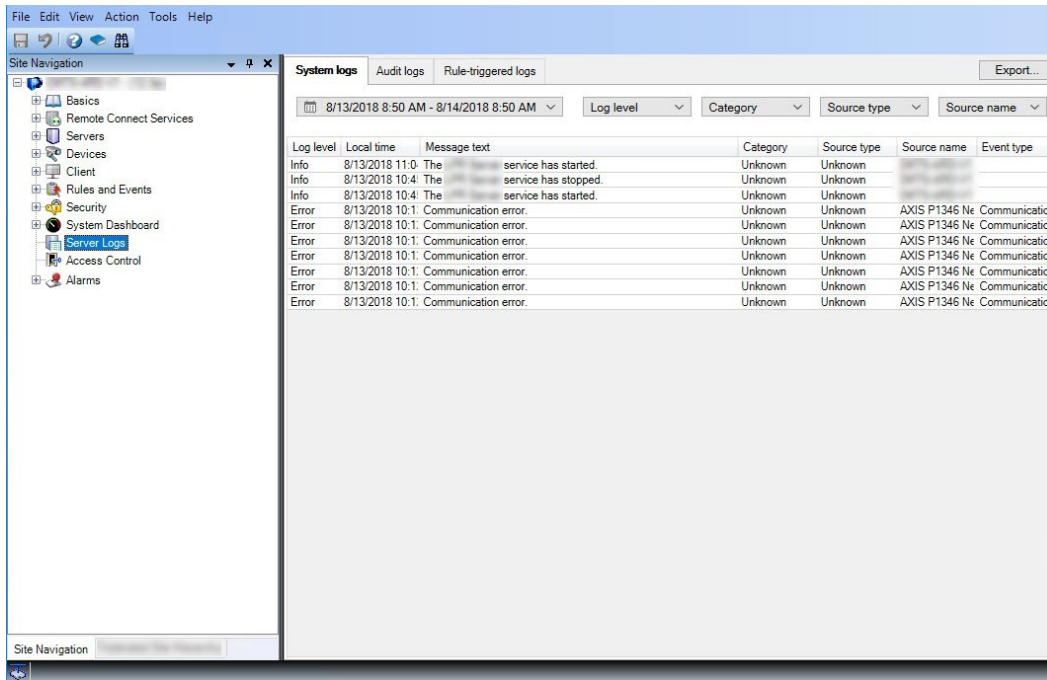 File Edit View Action Tools Help
Site Navigation
Basics
Remote Connect Services
Servers
Devices
Client
Rules and Events
Security
System Dashboard
Server Logs
Access Control
Alarms
Site Navigation
System logs Audit logs Rule-triggered logs Export...
8/13/2018 8:50 AM - 8/14/2018 8:50 AM Log level Category Source type Source name
Log level Local time Message text Category Source type Source name Event type
Info 8/13/2018 11:0 The service has started. Unknown Unknown
Info 8/13/2018 10:4 The service has stopped. Unknown Unknown
Info 8/13/2018 10:4 The service has started. Unknown Unknown
Error 8/13/2018 10:1 Communication error. Unknown Unknown AXIS P1346 Ne Communicatio
Error 8/13/2018 10:1 Communication error. Unknown Unknown AXIS P1346 Ne Communicatio
Error 8/13/2018 10:1 Communication error. Unknown Unknown AXIS P1346 Ne Communicatio
Error 8/13/2018 10:1 Communication error. Unknown Unknown AXIS P1346 Ne Communicatio
Error 8/13/2018 10:1 Communication error. Unknown Unknown AXIS P1346 Ne Communicatio
Error 8/13/2018 10:1 Communication error. Unknown Unknown AXIS P1346 Ne Communicatio
Error 8/13/2018 10:1 Communication error. Unknown Unknown AXIS P1346 Ne Communicatio